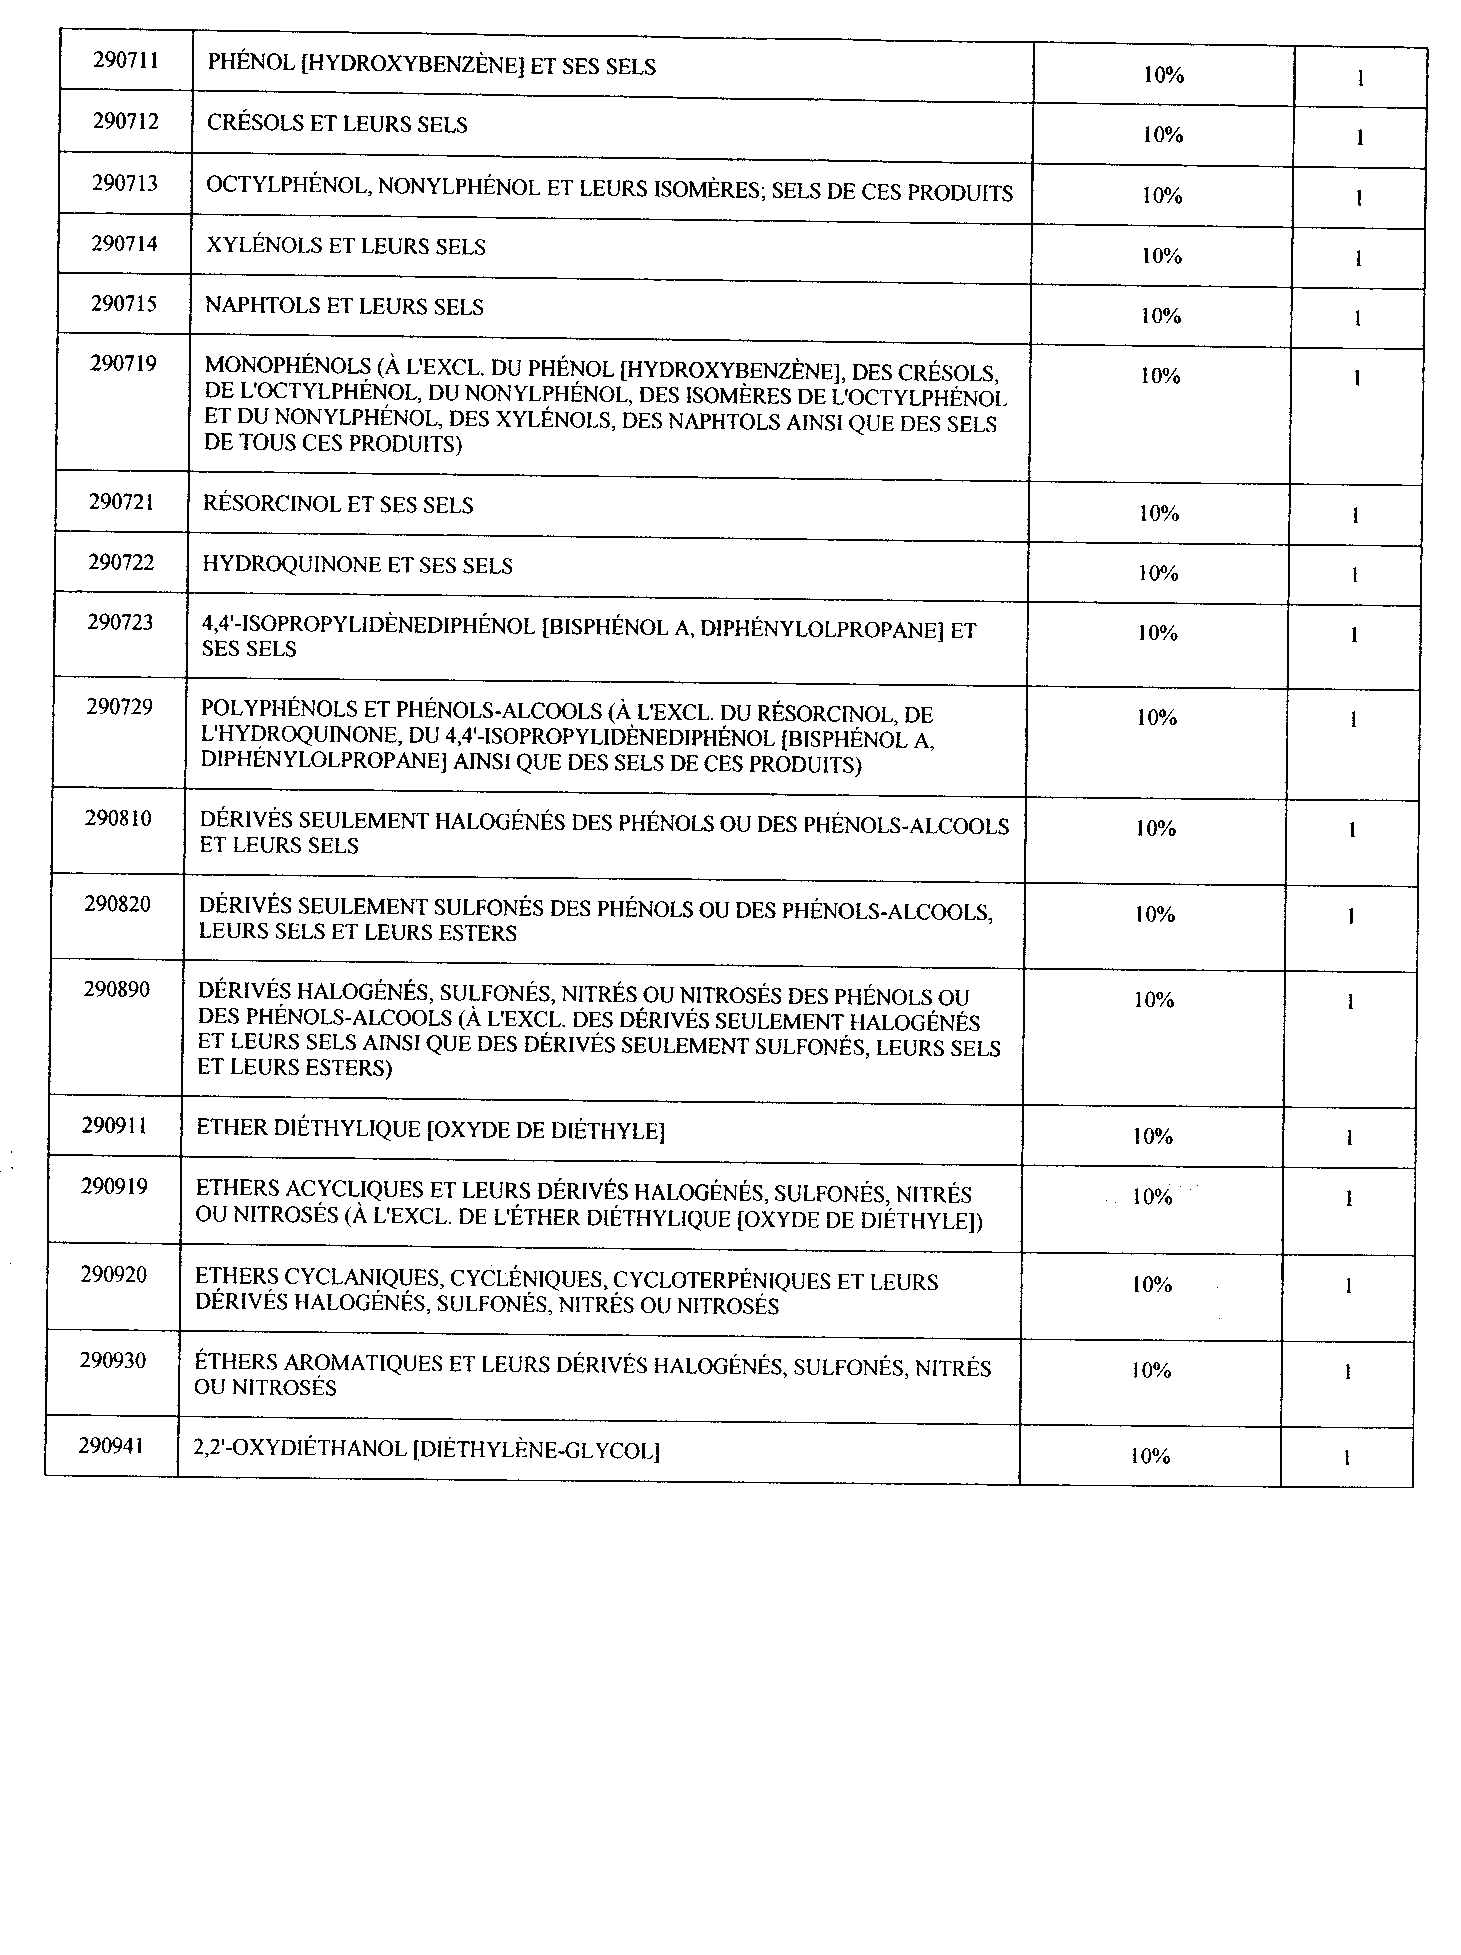 290711 PHÉNOL [HYDROXYBENZÈNE] ET SES SELS 10% 1
290712 CRÉSOLS ET LEURS SELS 10% 1
290713 OCTYLPHÉNOL, NONYLPHÉNOL ET LEURS ISOMÈRES; SELS DE CES PRODUITS 10% 1
290714 XYLÉNOLS ET LEURS SELS 10% 1
290715 NAPHTOLS ET LEURS SELS 10% 1
290719 MONOPHÉNOLS (À L'EXCL. DU PHÉNOL [HYDROXYBENZÈNE], DES CRÉSOLS, 10% 1
DE L'OCTYLPHÉNOL, DU NONYLPHÉNOL, DES ISOMÈRES DE L'OCTYLPHÉNOL
ET DU NONYLPHÉNOL, DES XYLÉNOLS, DES NAPHTOLS AINSI QUE DES SELS
DE TOUS CES PRODUITS)
290721 RÉSORCINOL ET SES SELS 10% 1
290722 HYDROQUINONE ET SES SELS 10% 1
290723 4,4'-ISOPROPYLIDÈNEDIPHÉNOL [BISPHÉNOL A, DIPHÉNYLOLPROPANE] ET 10% 1
SES SELS
290729 POLYPHÉNOLS ET PHÉNOLS-ALCOOLS (À L'EXCL. DU RÉSORCINOL, DE 10% 1
L'HYDROQUINONE, DU 4,4'-ISOPROPYLIDÈNEDIPHÉNOL [BISPHÉNOL A,
DIPHÉNYLOLPROPANE] AINSI QUE DES SELS DE CES PRODUITS)
290810 DÉRIVÉS SEULEMENT HALOGÉNÉS DES PHÉNOLS OU DES PHÉNOLS-ALCOOLS 10% 1
ET LEURS SELS
290820 DÉRIVÉS SEULEMENT SULFONÉS DES PHÉNOLS OU DES PHÉNOLS-ALCOOLS, 10% 1
LEURS SELS ET LEURS ESTERS
290890 DÉRIVÉS HALOGÉNÉS, SULFONÉS, NITRÉS OU NITROSÉS DES PHÉNOLS OU 10% 1
DES PHÉNOLS-ALCOOLS (À L'EXCL. DES DÉRIVÉS SEULEMENT HALOGÉNÉS
ET LEURS SELS AINSI QUE DES DÉRIVÉS SEULEMENT SULFONÉS, LEURS SELS
ET LEURS ESTERS)
290911 ETHER DIÉTHYLIQUE [OXYDE DE DIÉTHYLE] 10% 1
290919 ETHERS ACYCLIQUES ET LEURS DÉRIVÉS HALOGÉNÉS, SULFONÉS, NITRÉS 10% 1
OU NITROSÉS (À L'EXCL. DE L'ÉTHER DIÉTHYLIQUE [OXYDE DE DIÉTHYLE])
290920 ETHERS CYCLANIQUES, CYCLÉNIQUES, CYCLOTERPÉNIQUES ET LEURS 10% 1
DÉRIVÉS HALOGÉNÉS, SULFONÉS, NITRÉS OU NITROSÉS
290930 ÉTHERS AROMATIQUES ET LEURS DÉRIVÉS HALOGÉNÉS, SULFONÉS, NITRÉS 10% 1
OU NITROSÉS
290941 2,2'-OXYDIÉTHANOL [DIÉTHYLÈNE-GLYCOL] 10% 1